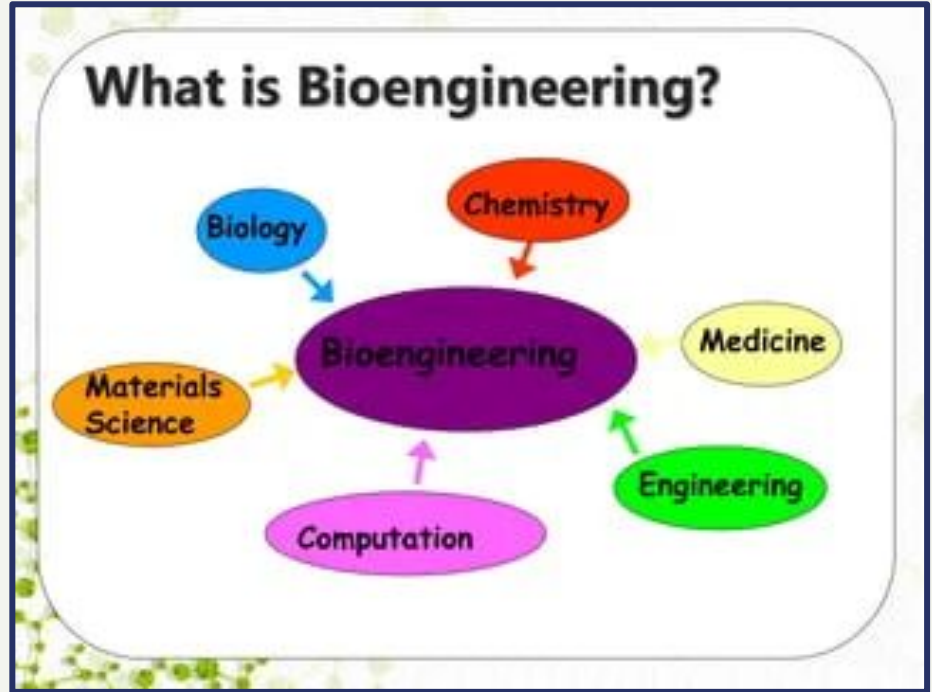 What is Bioengineering?
Chemistry
Biology
Bioengineering
Medicine
Materials
Science
Engineering
Computation